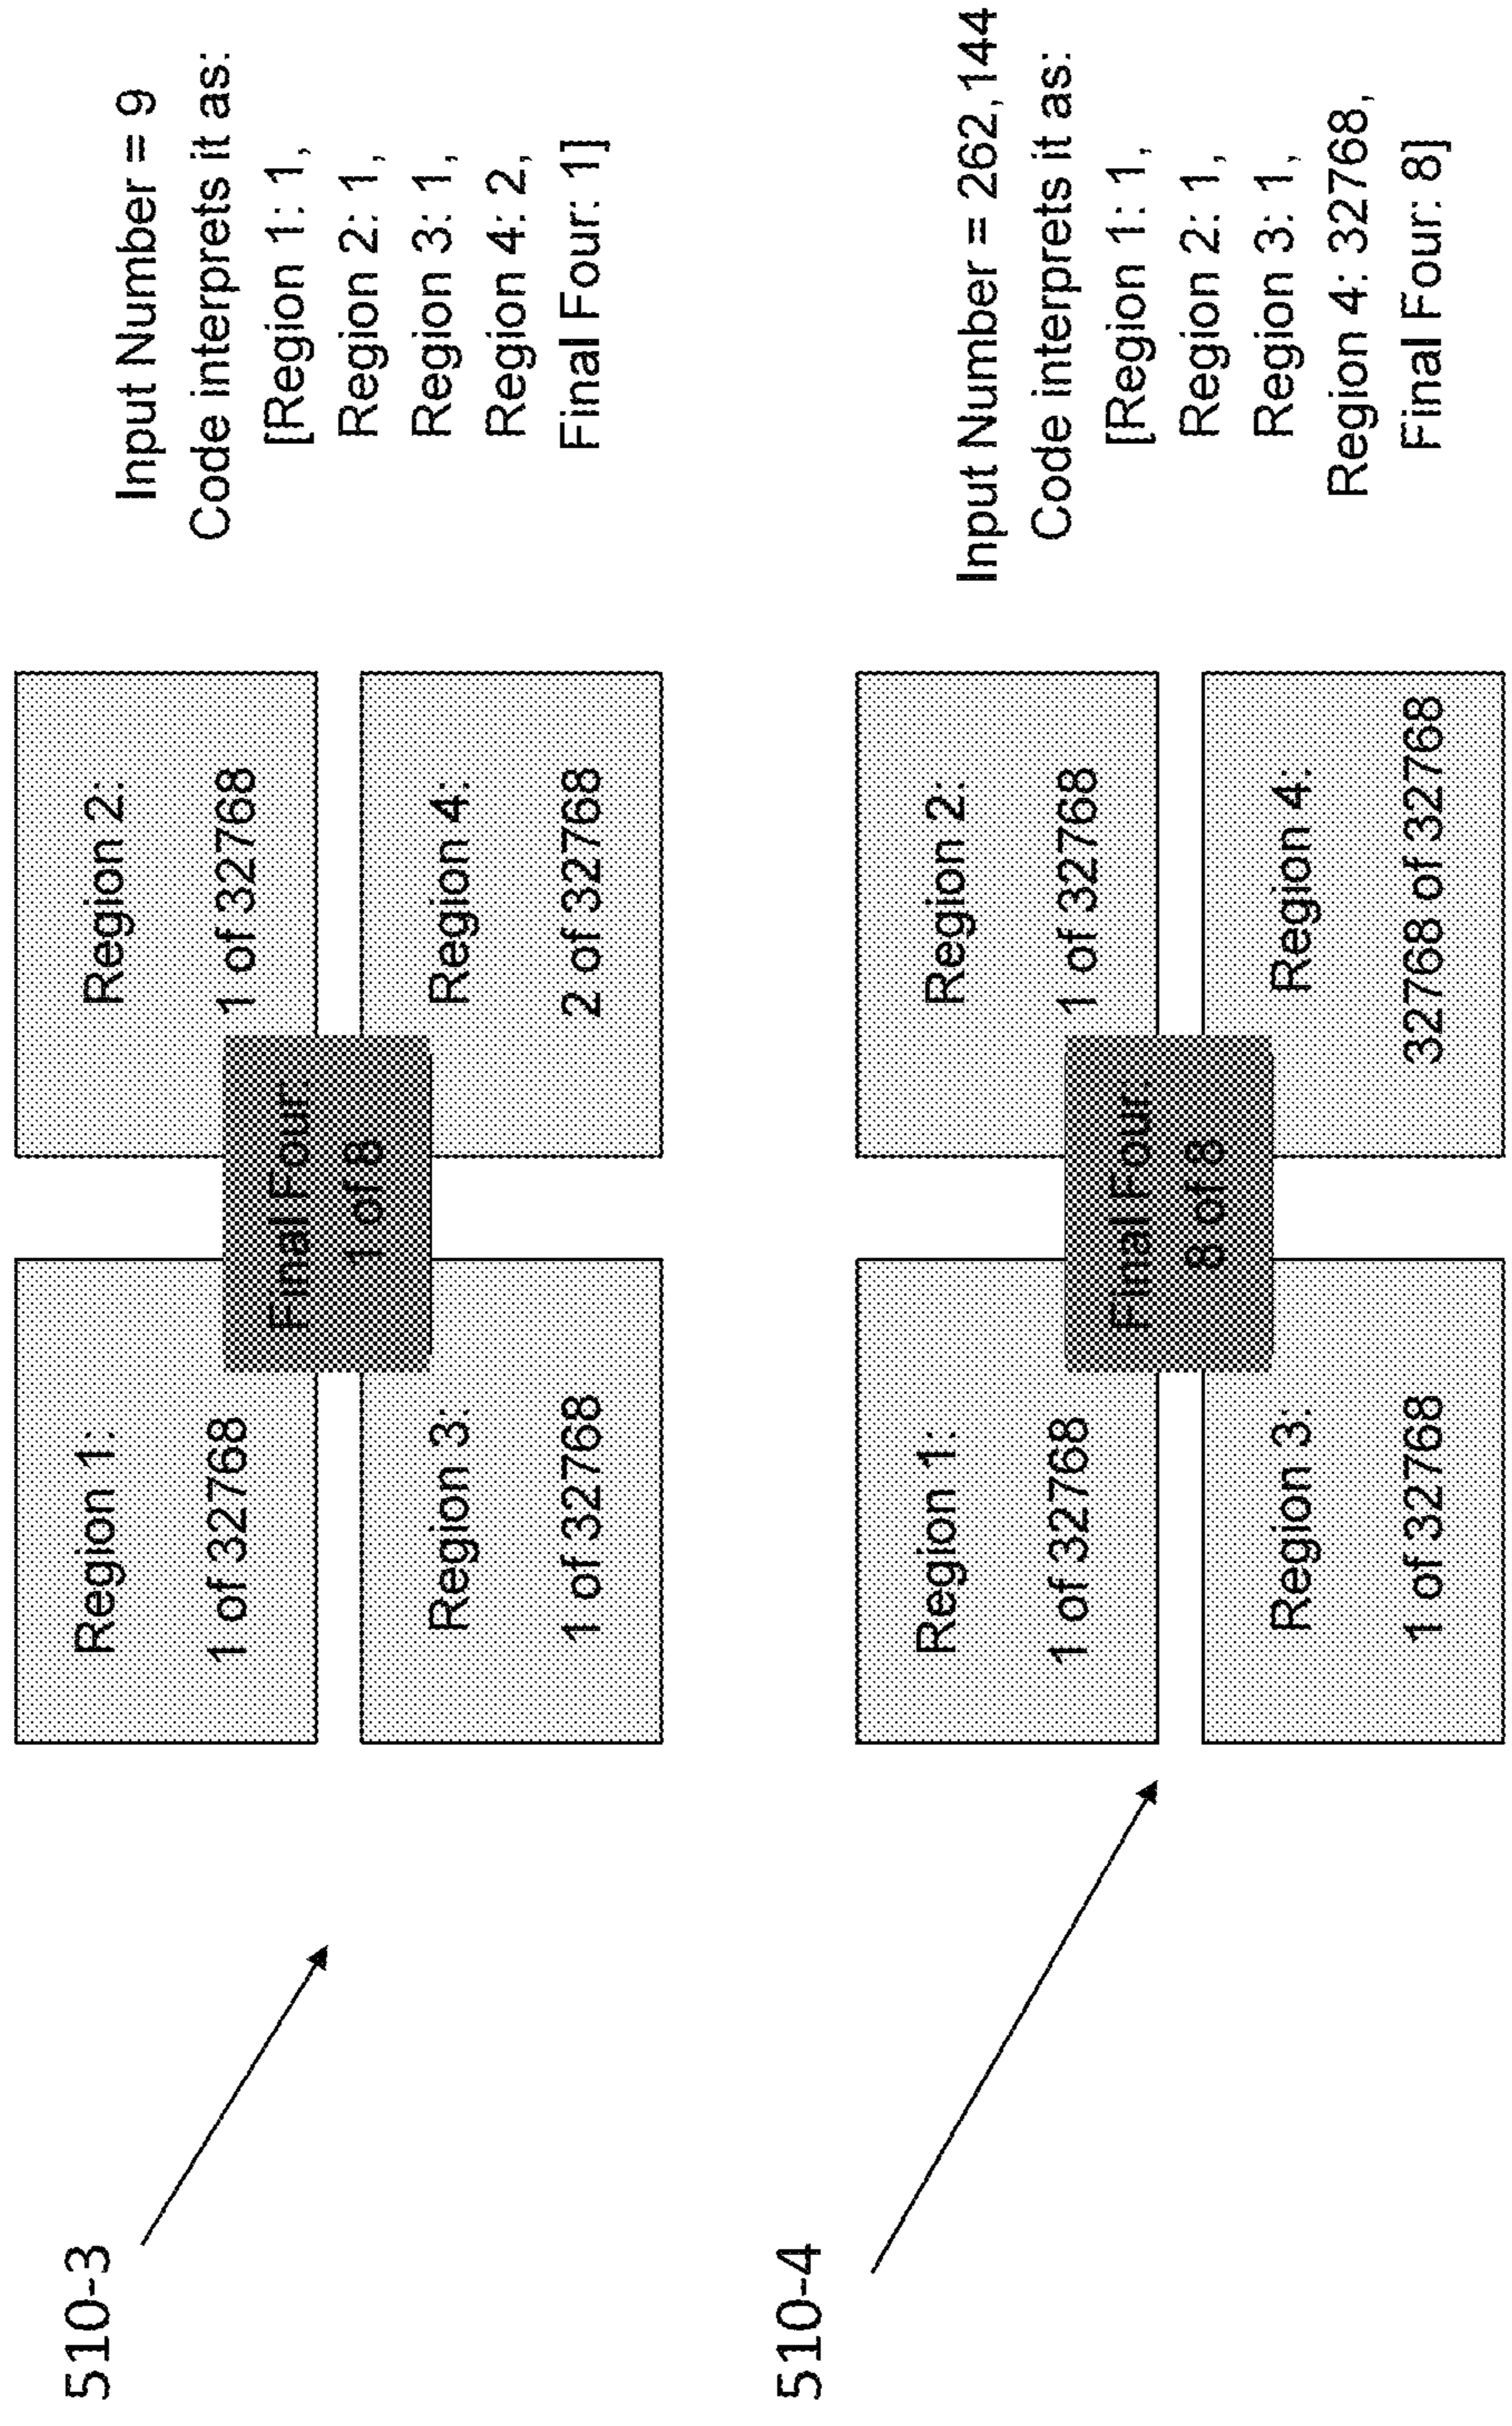 510-3
Region 1:
1 of 32768
Region 2:
1 of 32768
Final Four:
1 of 8
Region 3:
1 of 32768
Region 4:
2 of 32768
Input Number = 9
Code interprets it as:
[Region 1: 1,
Region 2: 1,
Region 3: 1,
Region 4: 2,
Final Four: 1]
510-4
Region 1:
1 of 32768
Region 2:
1 of 32768
Final Four:
8 of 8
Region 3:
1 of 32768
Region 4:
32768 of 32768
Input Number = 262,144
Code interprets it as:
[Region 1: 1,
Region 2: 1,
Region 3: 1,
Region 4: 32768,
Final Four: 8]